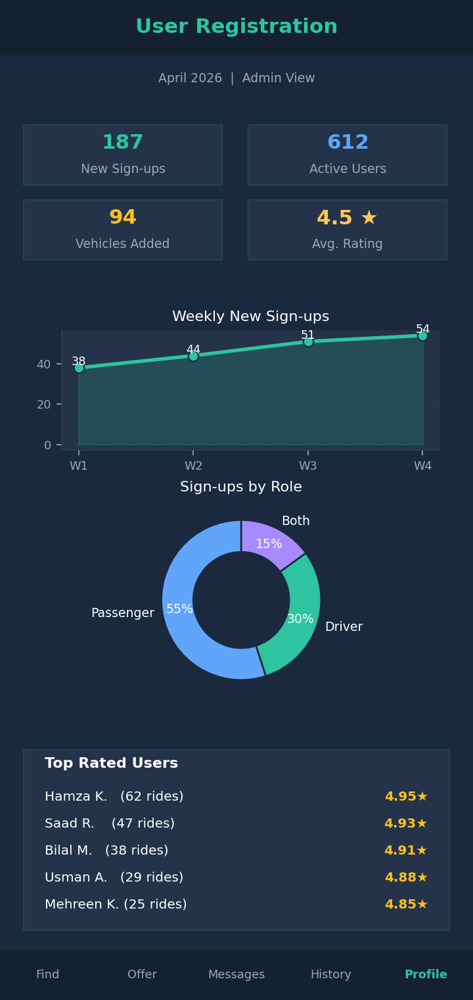 User Registration
April 2026  |  Admin View
187
New Sign-ups
612
Active Users
94
Vehicles Added
4.5 ★
Avg. Rating
Weekly New Sign-ups
38
44
51
54
40
20
0
W1
W2
W3
W4
Sign-ups by Role
Both
15%
Passenger
55%
30%
Driver
Top Rated Users
Hamza K.   (62 rides) 4.95★
Saad R.    (47 rides) 4.93★
Bilal M.   (38 rides) 4.91★
Usman A.   (29 rides) 4.88★
Mehreen K. (25 rides) 4.85★
Find Offer Messages History Profile